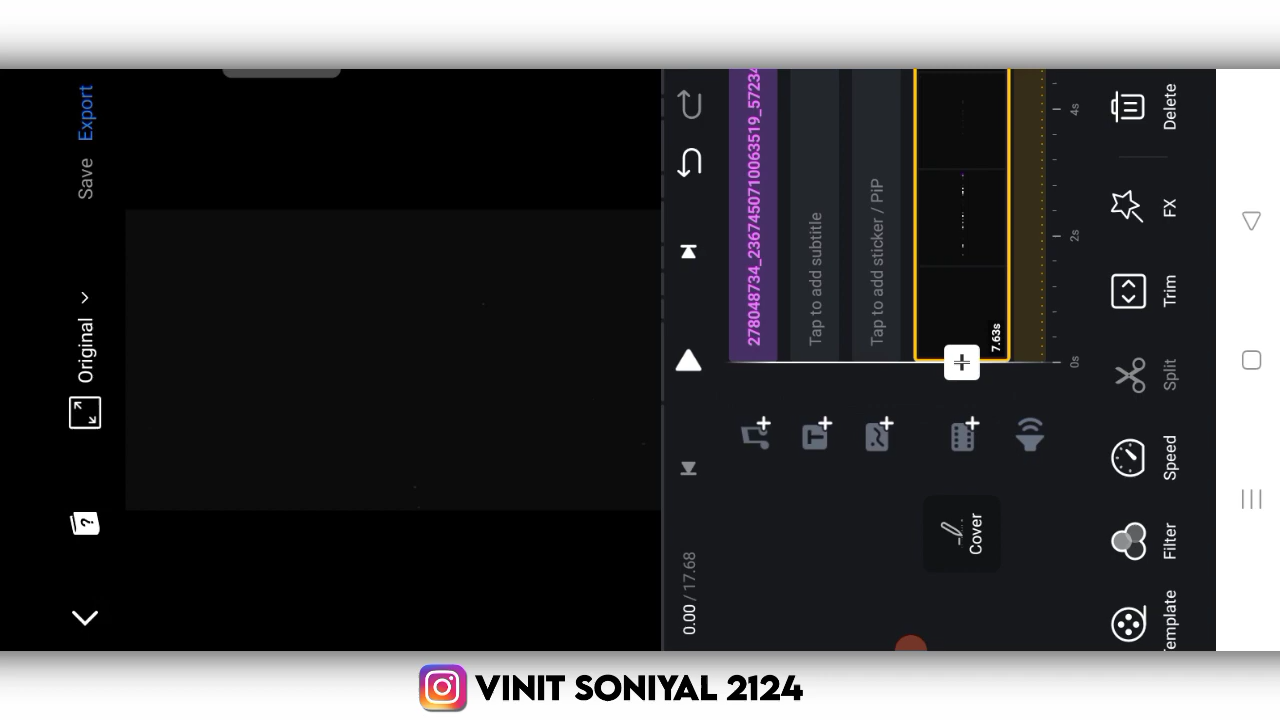 Export
Save
Original
?
278048734_2367450710063519_57234
Tap to add subtitle
Tap to add sticker / PiP
7.63s
4s
2s
0s
T
Cover
0.00 / 17.68
Delete
FX
Trim
Split
Speed
Filter
emplate
VINIT SONIYAL 2124